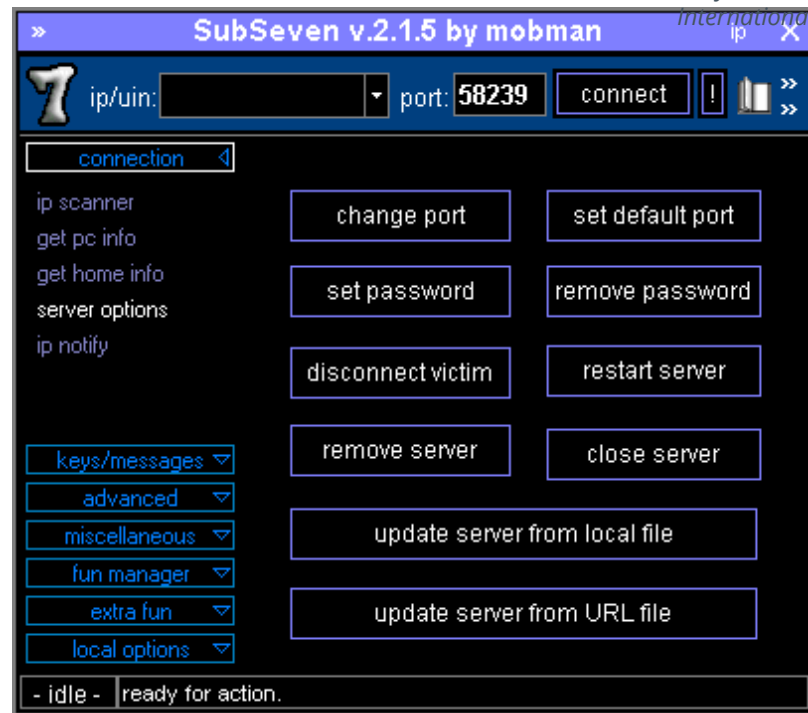 internationa
» SubSeven v.2.1.5 by mobman ip X
7 ip/uin: port: 58239 connect ! »
»
connection
ip scanner
get pc info
get home info
server options
ip notify
keys/messages
advanced
miscellaneous
fun manager
extra fun
local options
change port set default port
set password remove password
disconnect victim restart server
remove server close server
update server from local file
update server from URL file
- idle - ready for action.